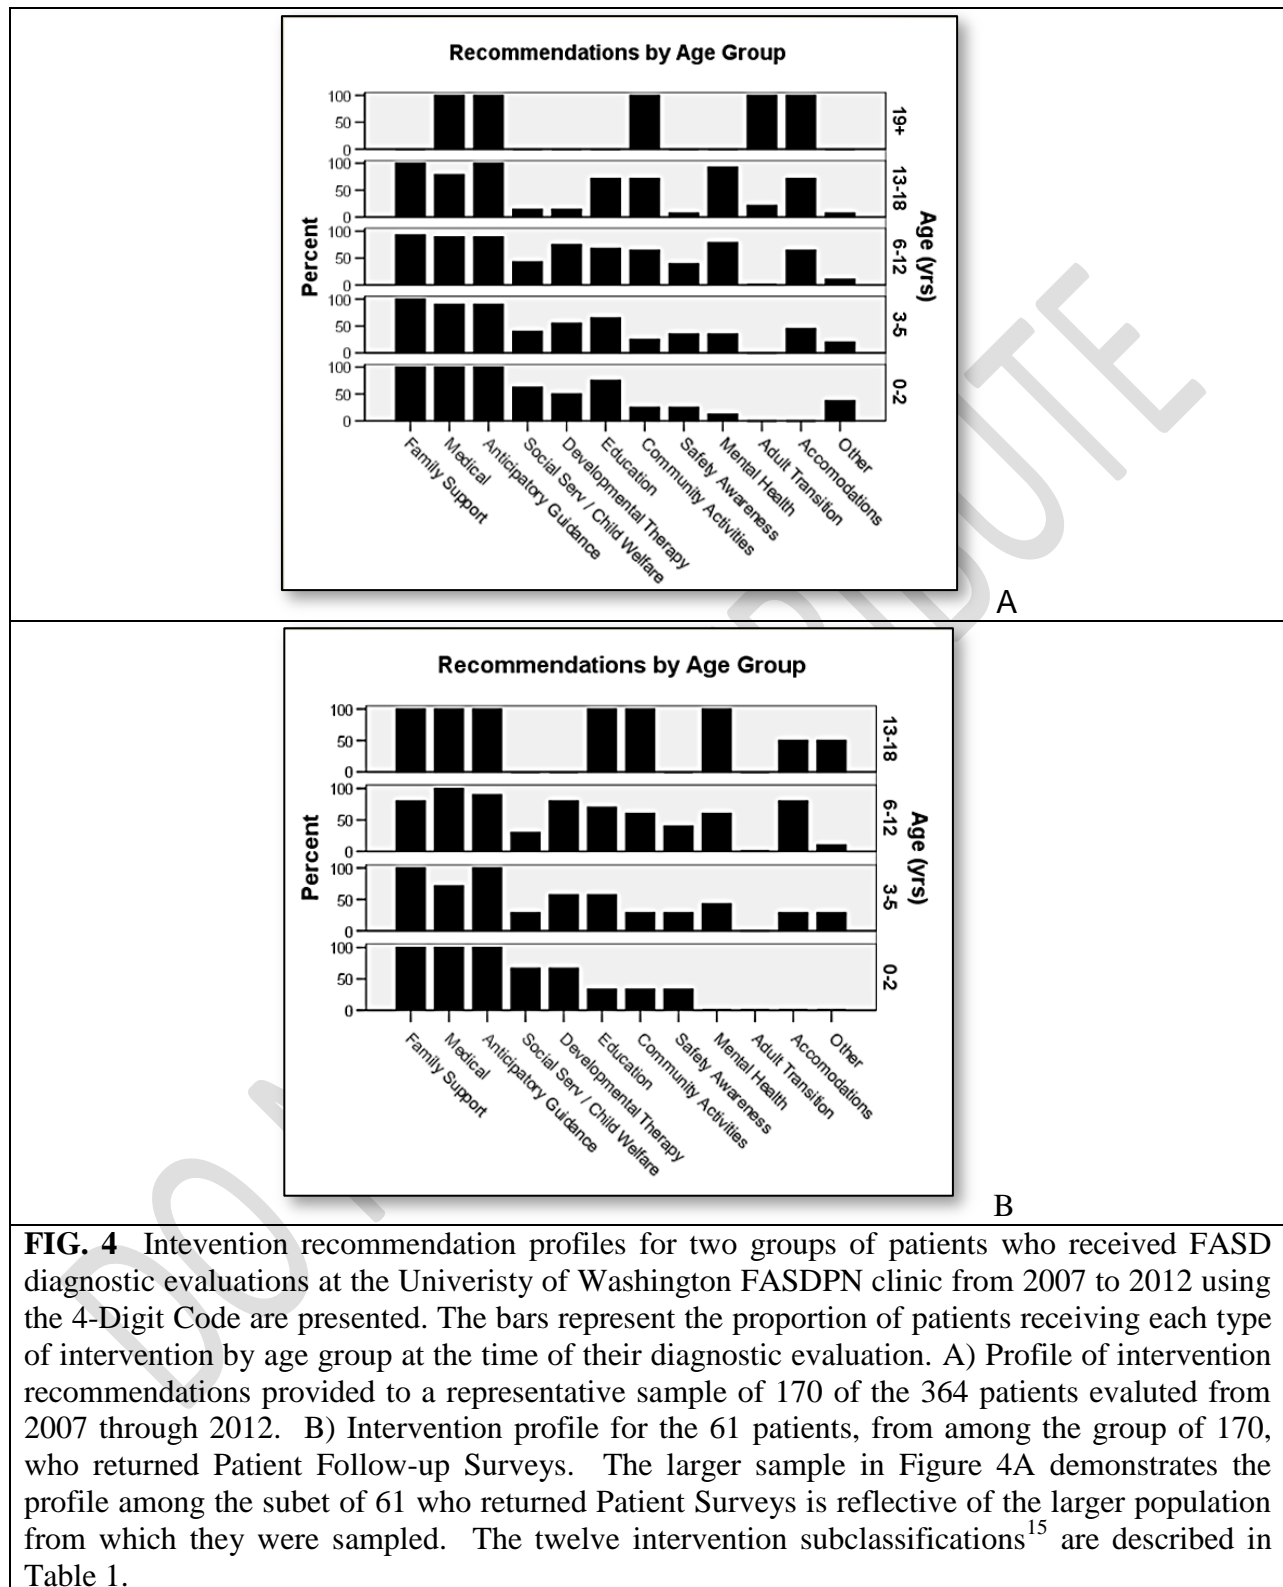 Recommendations by Age Group
100
50
0
19+
100
50
0
13-18
100
50
0
6-12
100
50
0
3-5
100
50
0
0-2
Percent
Age (yrs)
Family Support
Medical
Anticipatory Guidance
Social Serv / Child Welfare
Developmental Therapy
Education
Community Activities
Safety Awareness
Mental Health
Adult Transition
Accomodations
Other
A
Recommendations by Age Group
100
50
0
13-18
100
50
0
6-12
100
50
0
3-5
100
50
0
0-2
Percent
Age (yrs)
Family Support
Medical
Anticipatory Guidance
Social Serv / Child Welfare
Developmental Therapy
Education
Community Activities
Safety Awareness
Mental Health
Adult Transition
Accomodations
Other
B
FIG. 4 Intevention recommendation profiles for two groups of patients who received FASD
diagnostic evaluations at the Univeristy of Washington FASDPN clinic from 2007 to 2012 using
the 4-Digit Code are presented. The bars represent the proportion of patients receiving each type
of intervention by age group at the time of their diagnostic evaluation. A) Profile of intervention
recommendations provided to a representative sample of 170 of the 364 patients evaluted from
2007 through 2012. B) Intervention profile for the 61 patients, from among the group of 170,
who returned Patient Follow-up Surveys. The larger sample in Figure 4A demonstrates the
profile among the subet of 61 who returned Patient Surveys is reflective of the larger population
from which they were sampled. The twelve intervention subclassifications15 are described in
Table 1.